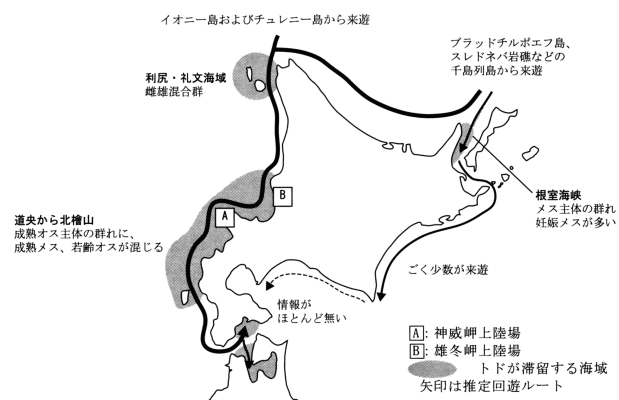 イオニー島およびチュレニー島から来遊
ブラッドチルポエフ島、
スレドネバ岩礁などの
千島列島から来遊
利尻・礼文海域
雌雄混合群
根室海峡
メス主体の群れ
妊娠メスが多い
B
A
道央から北檜山
成熟オス主体の群れに、
成熟メス、若齢オスが混じる
ごく少数が来遊
情報が
ほとんど無い
A: 神威岬上陸場
B: 雄冬岬上陸場
トドが滞留する海域
矢印は推定回遊ルート